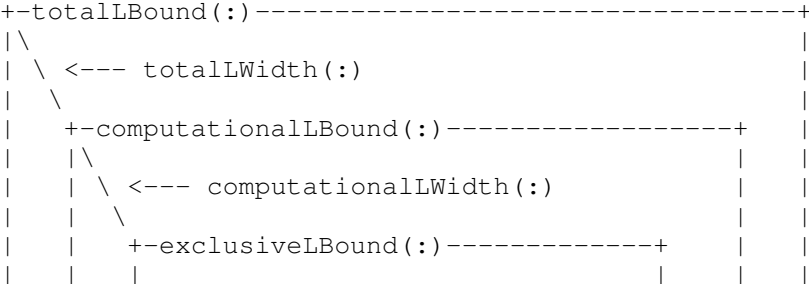 +-totalLBound(:)----------------------------------+
|\                                                |
| \ <--- totalLWidth(:)                           |
|  \                                              |
|   +-computationalLBound(:)------------------+   |
|   |\                                        |   |
|   | \ <--- computationalLWidth(:)           |   |
|   |  \                                      |   |
|   |   +-exclusiveLBound(:)-------------+    |   |
|   |   |                                |    |   |